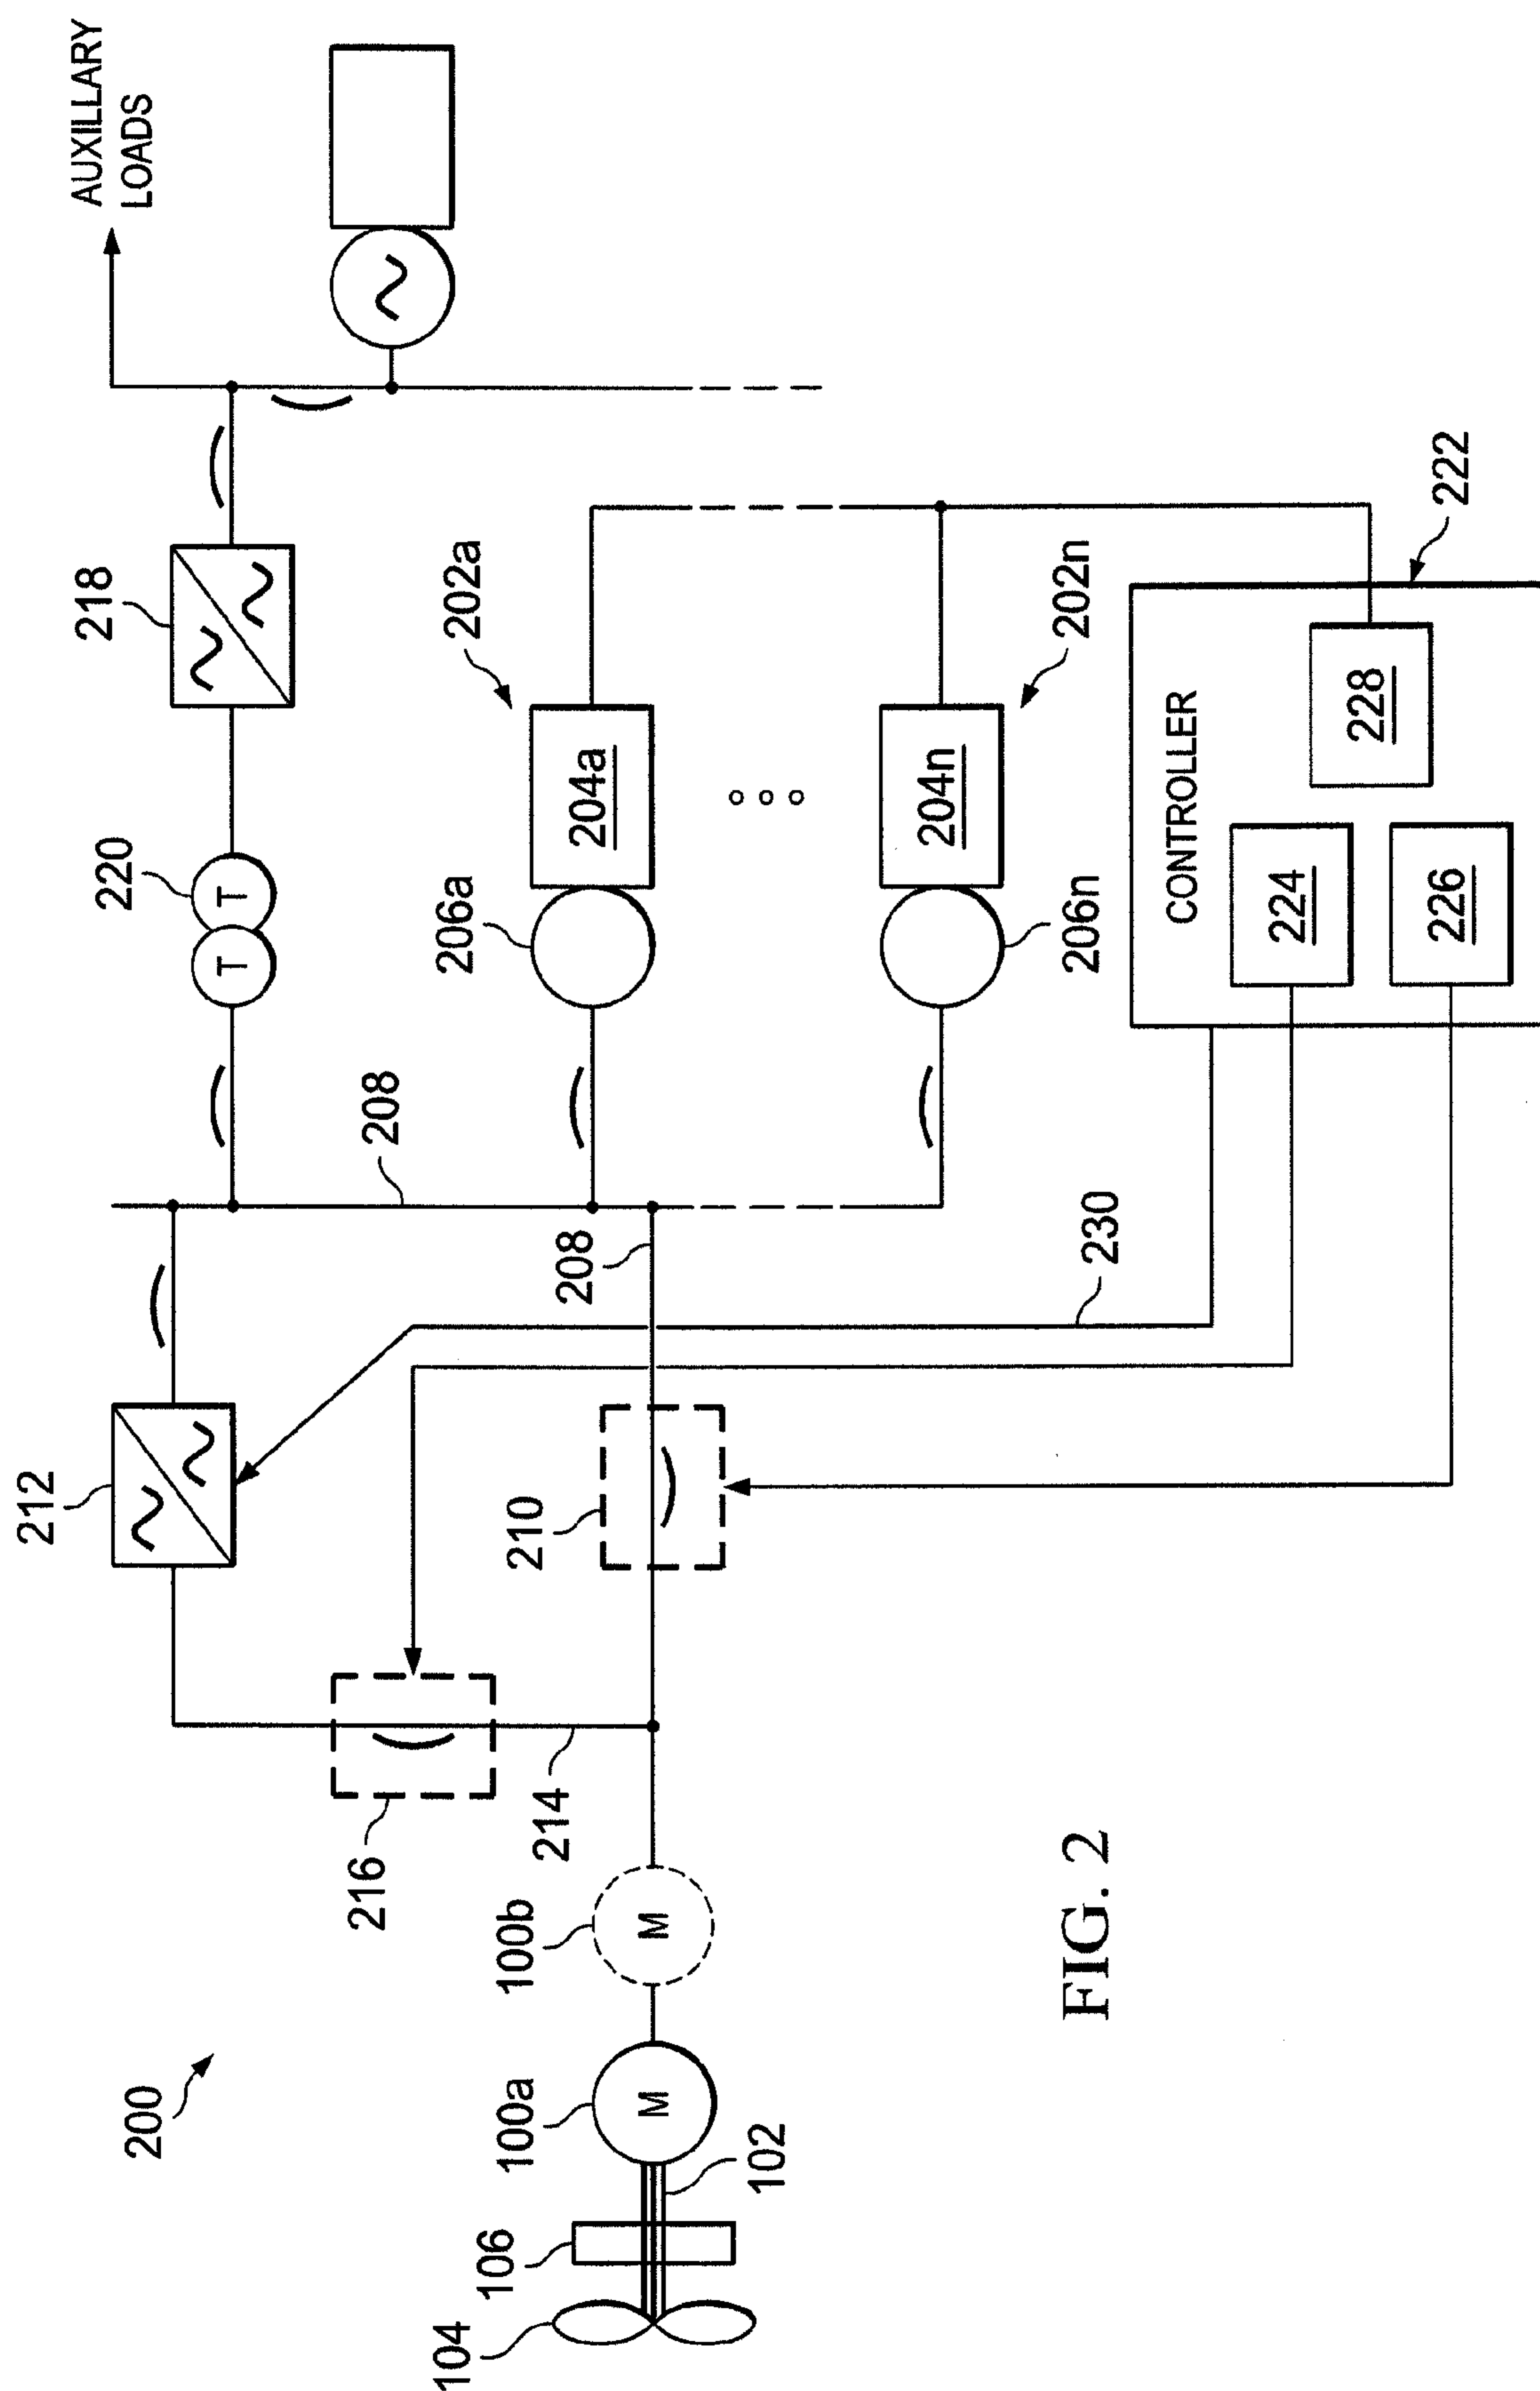 AUXILLARY
LOADS
218
220
202a
204a
206a
202n
204n
206n
222
CONTROLLER
228
224
226
208
208
230
212
210
216
214
200
100b
M
100a
M
102
106
104
T
T
FIG. 2